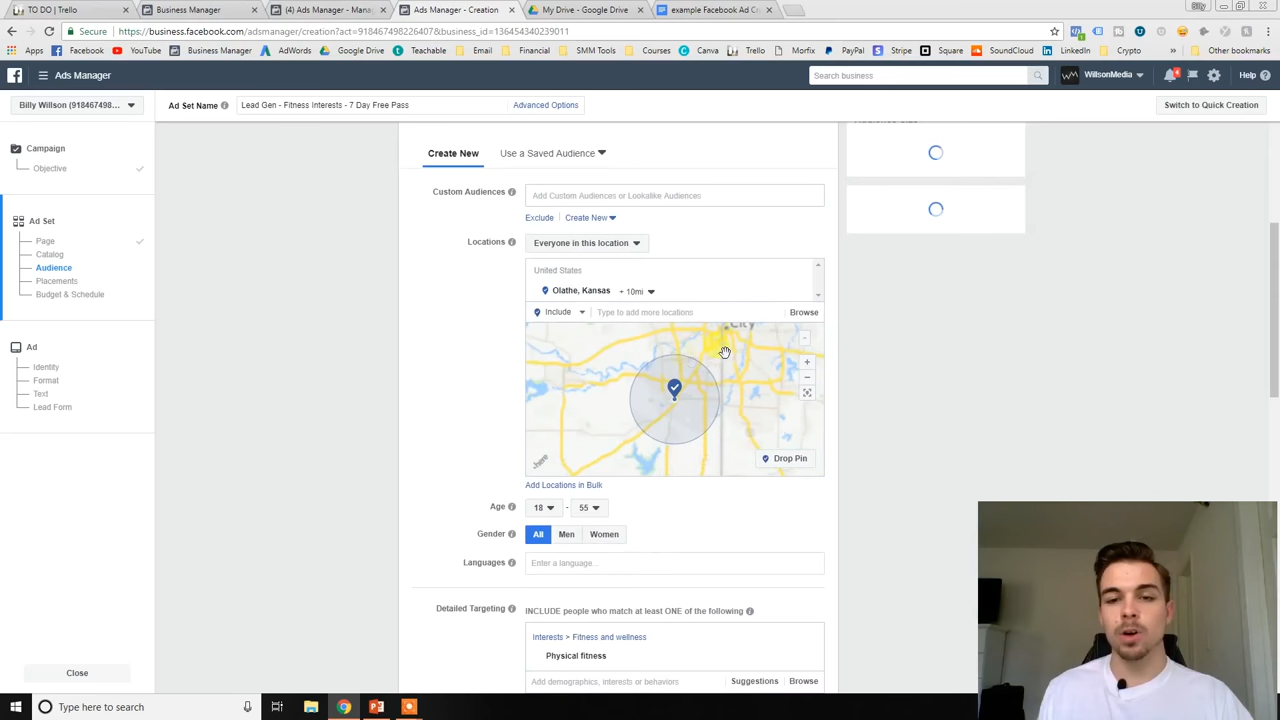 TO DO | Trello
Business Manager
(4) Ads Manager - Manag
Ads Manager - Creation
My Drive - Google Drive
example Facebook Ad Co
Billy
Secure | https://business.facebook.com/adsmanager/creation?act=918467498226407&business_id=136454340239011
Apps
Facebook
YouTube
Business Manager
AdWords
Google Drive
Teachable
Email
Financial
SMM Tools
Courses
Canva
Trello
Morfix
PayPal
Stripe
Square
SoundCloud
LinkedIn
Crypto
Other bookmarks
Ads Manager
Search business
WillsonMedia
4
Help
Billy Willson (918467498...
Ad Set Name
Lead Gen - Fitness Interests - 7 Day Free Pass
Advanced Options
Switch to Quick Creation
Campaign
Objective
Ad Set
Page
Catalog
Audience
Placements
Budget & Schedule
Ad
Identity
Format
Text
Lead Form
Close
Create New
Use a Saved Audience
Custom Audiences
Add Custom Audiences or Lookalike Audiences
Exclude | Create New
Locations
Everyone in this location
United States
Olathe, Kansas + 10mi
Include
Type to add more locations
Browse
City
here
Drop Pin
Add Locations in Bulk
Age
18 - 55
Gender
All Men Women
Languages
Enter a language...
Detailed Targeting
INCLUDE people who match at least ONE of the following
Interests > Fitness and wellness
Physical fitness
Add demographics, interests or behaviors
Suggestions
Browse
Type here to search